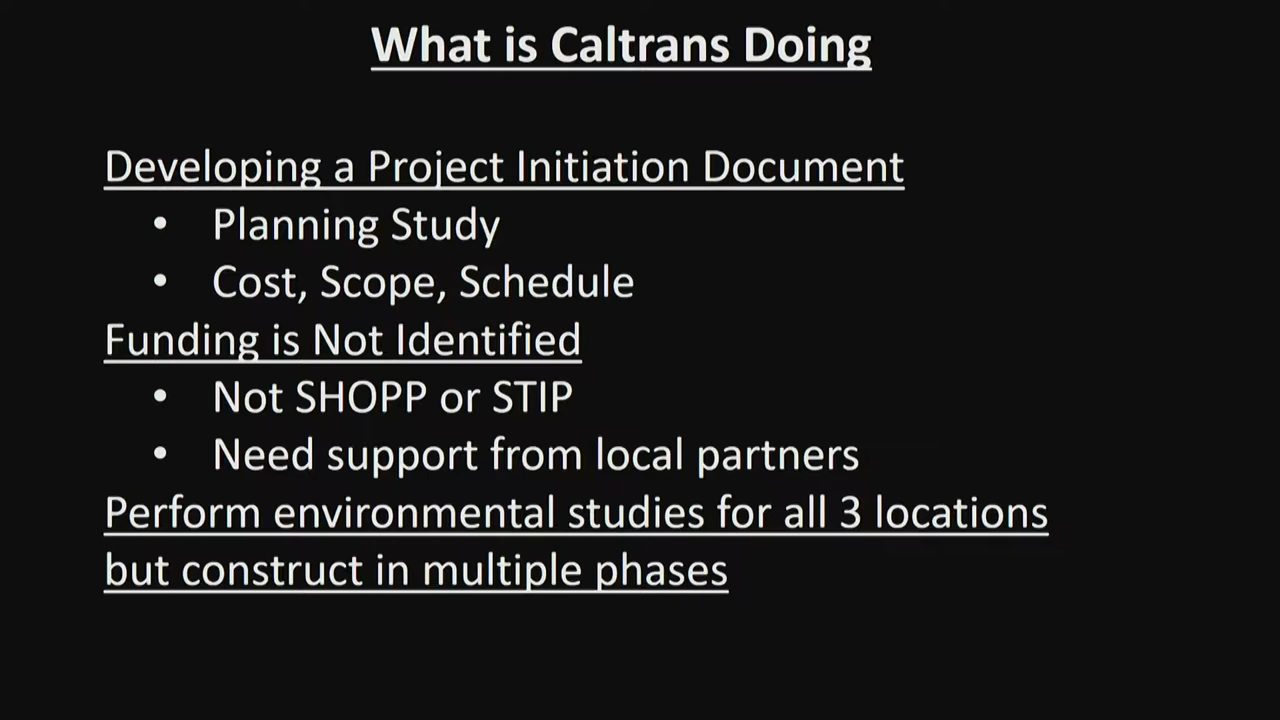 What is Caltrans Doing
Developing a Project Initiation Document
• Planning Study
• Cost, Scope, Schedule
Funding is Not Identified
• Not SHOPP or STIP
• Need support from local partners
Perform environmental studies for all 3 locations
but construct in multiple phases